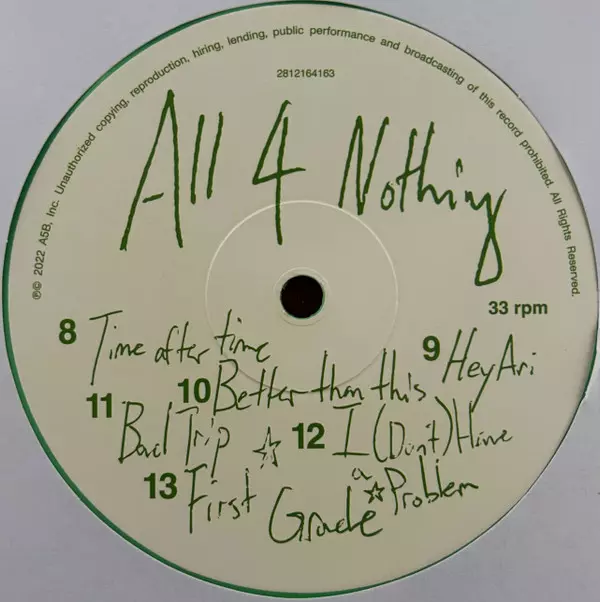 ℗© 2022 A5B, Inc. Unauthorized copying, reproduction, hiring, lending, public performance and broadcasting of this record prohibited. All Rights Reserved.
2812164163
All 4 Nothing
33 rpm
8 Time after time
9 Hey Ari
10 Better than this
11 Bad Trip
12 I (Don't) Have a Problem
13 First Grade